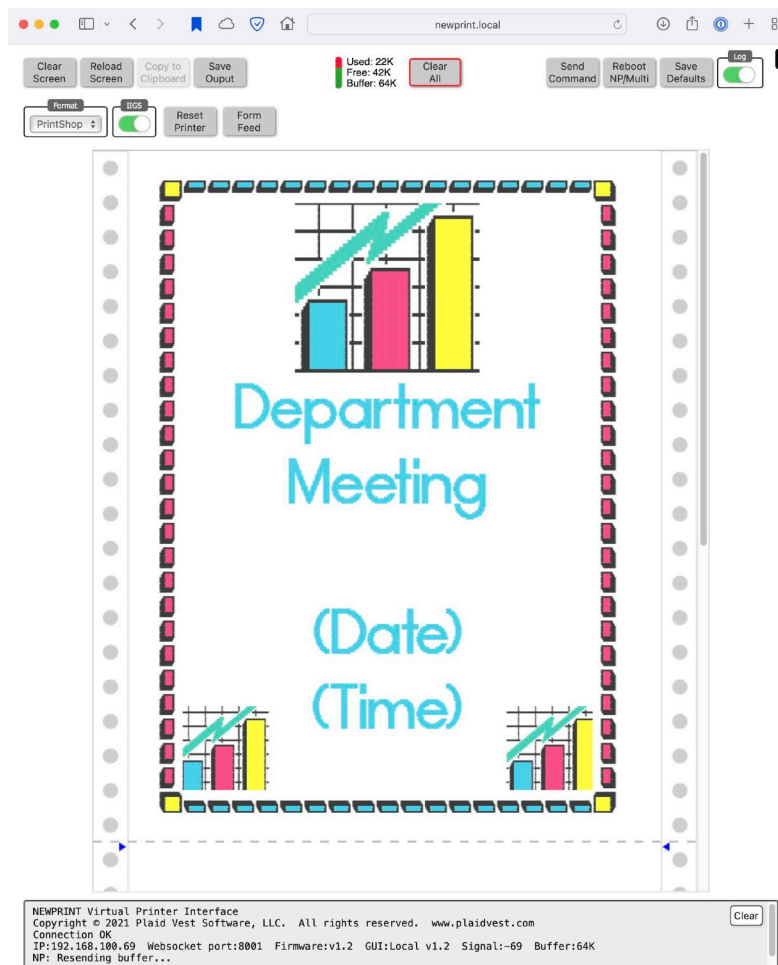 newprint.local
Clear Screen
Reload Screen
Copy to Clipboard
Save Ouput
Used: 22K
Free: 42K
Buffer: 64K
Clear All
Send Command
Reboot NP/Multi
Save Defaults
Log
Format
PrintShop
IIGS
Reset Printer
Form Feed
Department
Meeting
(Date)
(Time)
NEWPRINT Virtual Printer Interface
Clear
Copyright © 2021 Plaid Vest Software, LLC.  All rights reserved.  www.plaidvest.com
Connection OK
IP:192.168.100.69  Websocket port:8001  Firmware:v1.2  GUI:Local v1.2  Signal:-69  Buffer:64K
NP: Resending buffer...